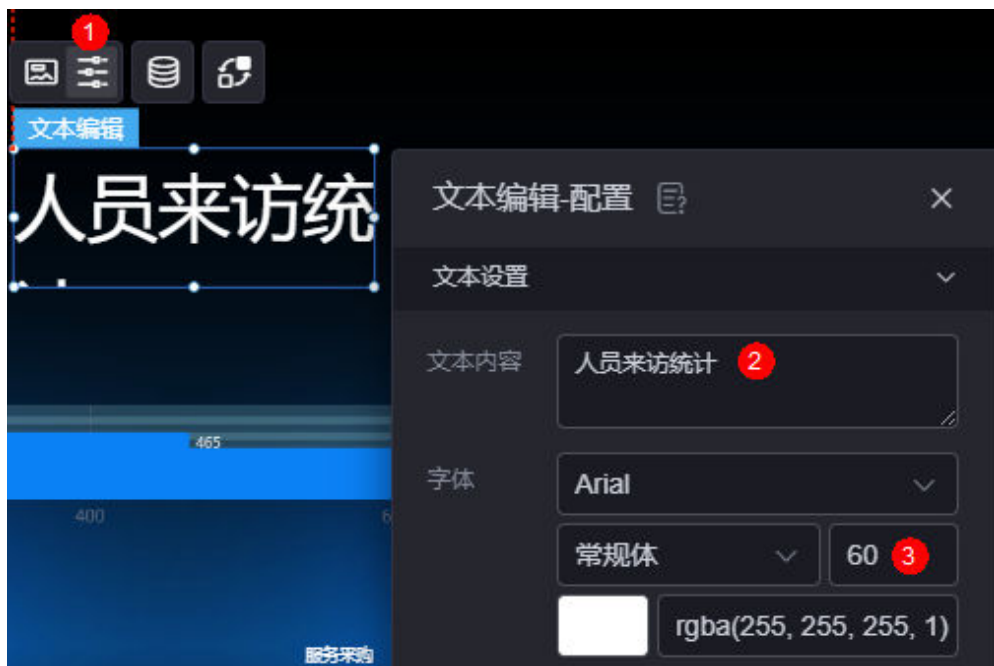 1
文本编辑
人员来访统
文本编辑-配置
文本设置
文本内容
人员来访统计
2
465
字体
Arial
400
6
常规体
60
3
rgba(255, 255, 255, 1)
服务采购